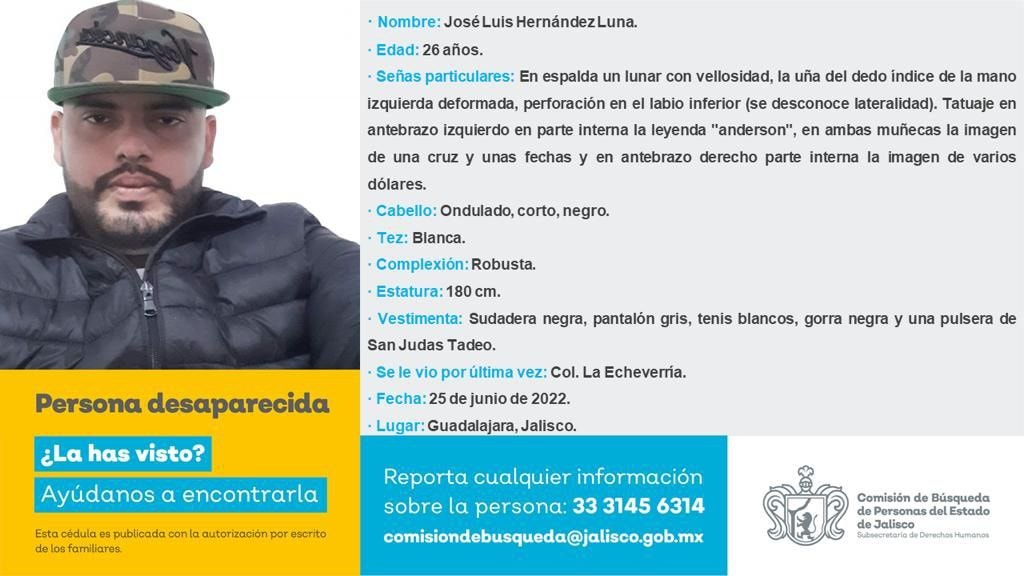 · Nombre: José Luis Hernández Luna.
· Edad: 26 años.
· Señas particulares: En espalda un lunar con vellosidad, la uña del dedo índice de la mano
izquierda deformada, perforación en el labio inferior (se desconoce lateralidad). Tatuaje en
antebrazo izquierdo en parte interna la leyenda "anderson", en ambas muñecas la imagen
de una cruz y unas fechas y en antebrazo derecho parte interna la imagen de varios
dólares.
· Cabello: Ondulado, corto, negro.
· Tez: Blanca.
· Complexión: Robusta.
· Estatura: 180 cm.
· Vestimenta: Sudadera negra, pantalón gris, tenis blancos, gorra negra y una pulsera de
San Judas Tadeo.
· Se le vio por última vez: Col. La Echeverría.
· Fecha: 25 de junio de 2022.
· Lugar: Guadalajara, Jalisco.
Persona desaparecida
¿La has visto?
Ayúdanos a encontrarla
Esta cédula es publicada con la autorización por escrito
de los familiares.
Reporta cualquier información
sobre la persona: 33 3145 6314
comisiondebusqueda@jalisco.gob.mx
Comisión de Búsqueda
de Personas del Estado
de Jalisco
Subsecretaría de Derechos Humanos